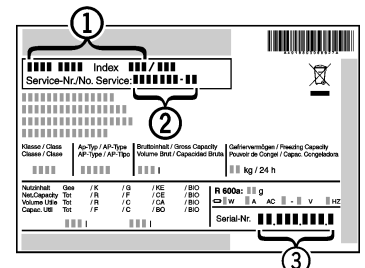 1
Index /
Service-Nr./No. Service: -
2
Klasse / Class
Classe / Clase
Ap-Typ / AP-Type
AP-Type / AP-Tipo
Bruttoinhalt / Gross Capacity
Volume Brut / Capacidad Bruta
Gefriervermögen / Freezing Capacity
Pouvoir de Congel / Capac. Congeladora
l
kg / 24 h
Nutzinhalt Ges / K / G / KE / BIO
Net.Capacity Tot / R / F / CE / BIO
Volume Utile Tot / R / C / CA / BIO
Capac. Util Tot / F / C / BO / BIO
l l
R 600a: g
W A AC - V HZ
Serial-Nr. . . .
3